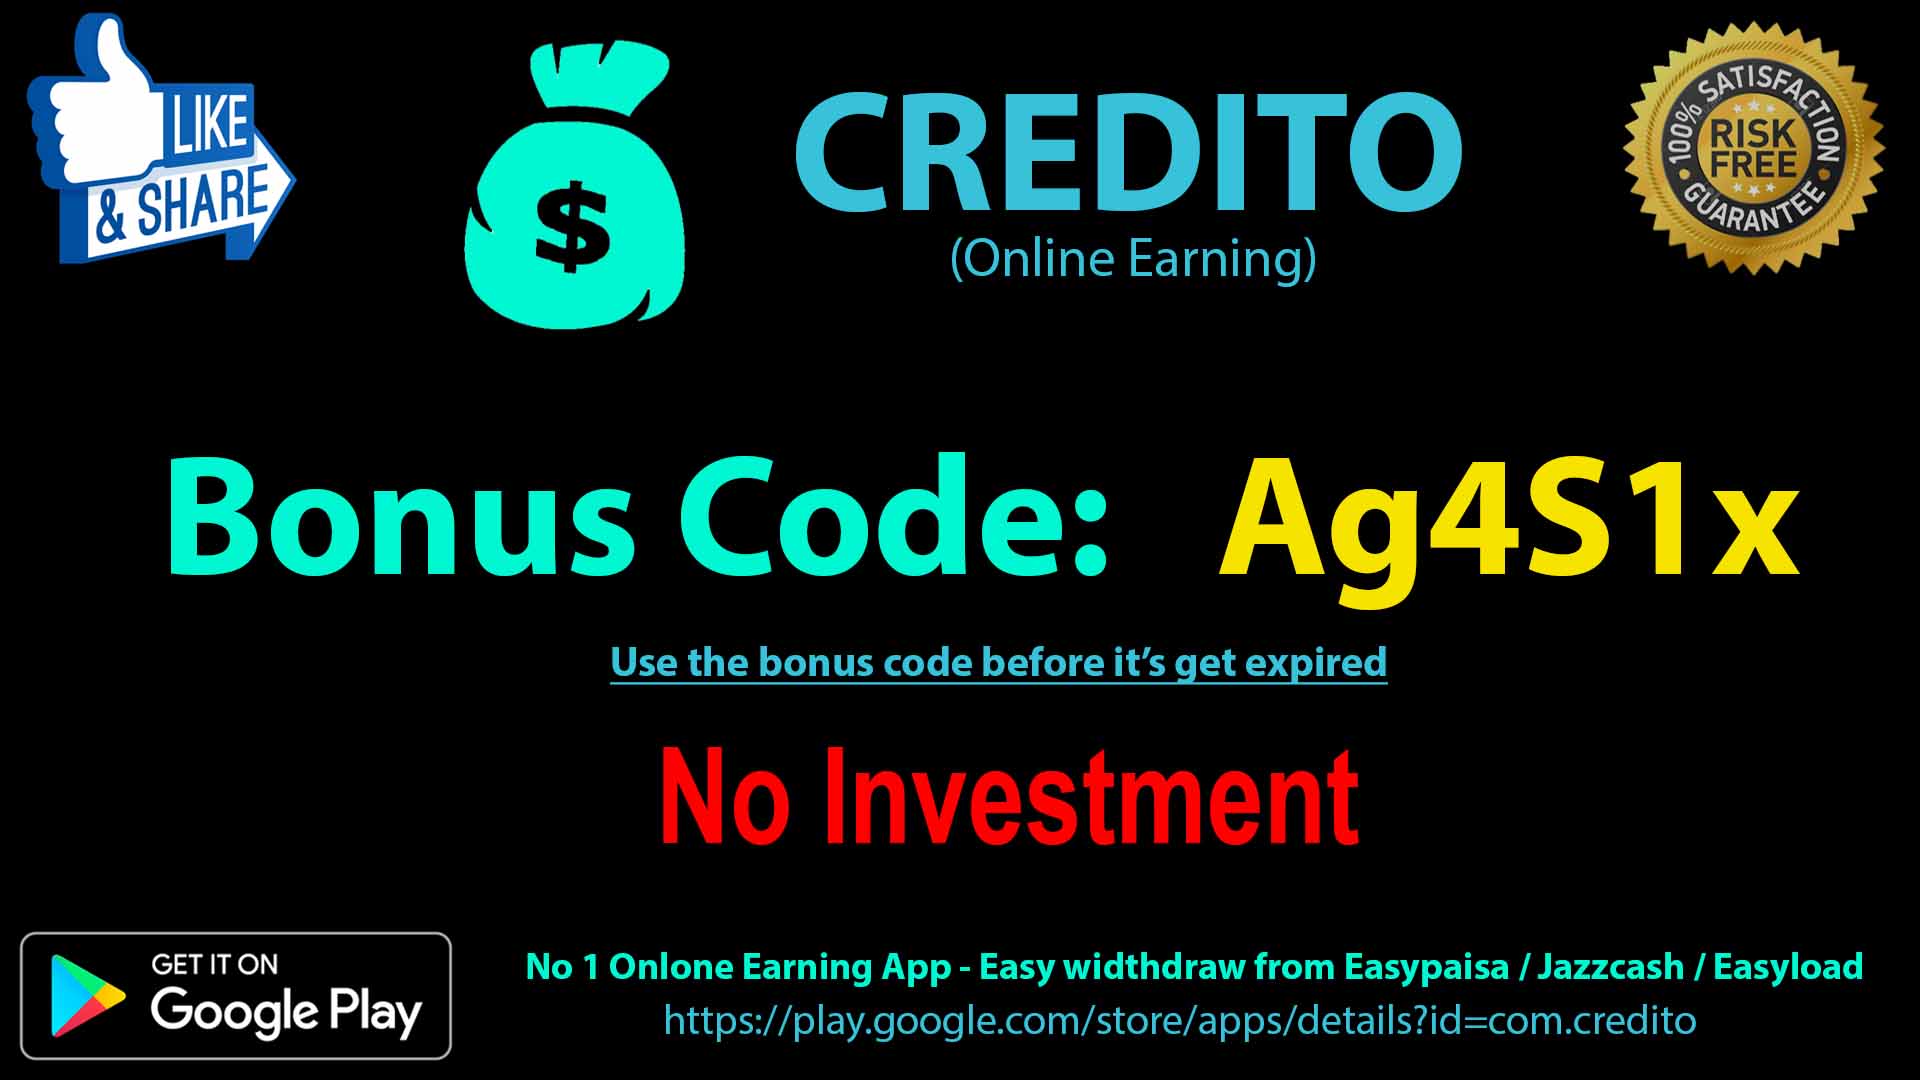 LIKE
& SHARE
CREDITO
(Online Earning)
100% SATISFACTION
RISK
FREE
GUARANTEE
Bonus Code: Ag4S1x
Use the bonus code before it’s get expired
No Investment
GET IT ON
Google Play
No 1 Onlone Earning App - Easy widthdraw from Easypaisa / Jazzcash / Easyload
https://play.google.com/store/apps/details?id=com.credito
$